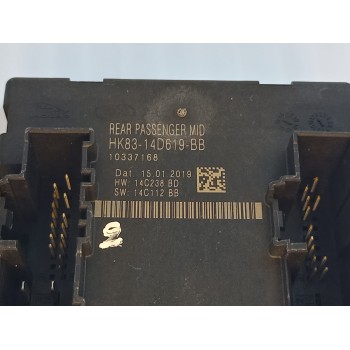 REAR PASSENGER MID
HK83-14D619-BB
10337168
Dat 15.01.2019
HW: 14C238 BD
SW: 14C112 BB
2